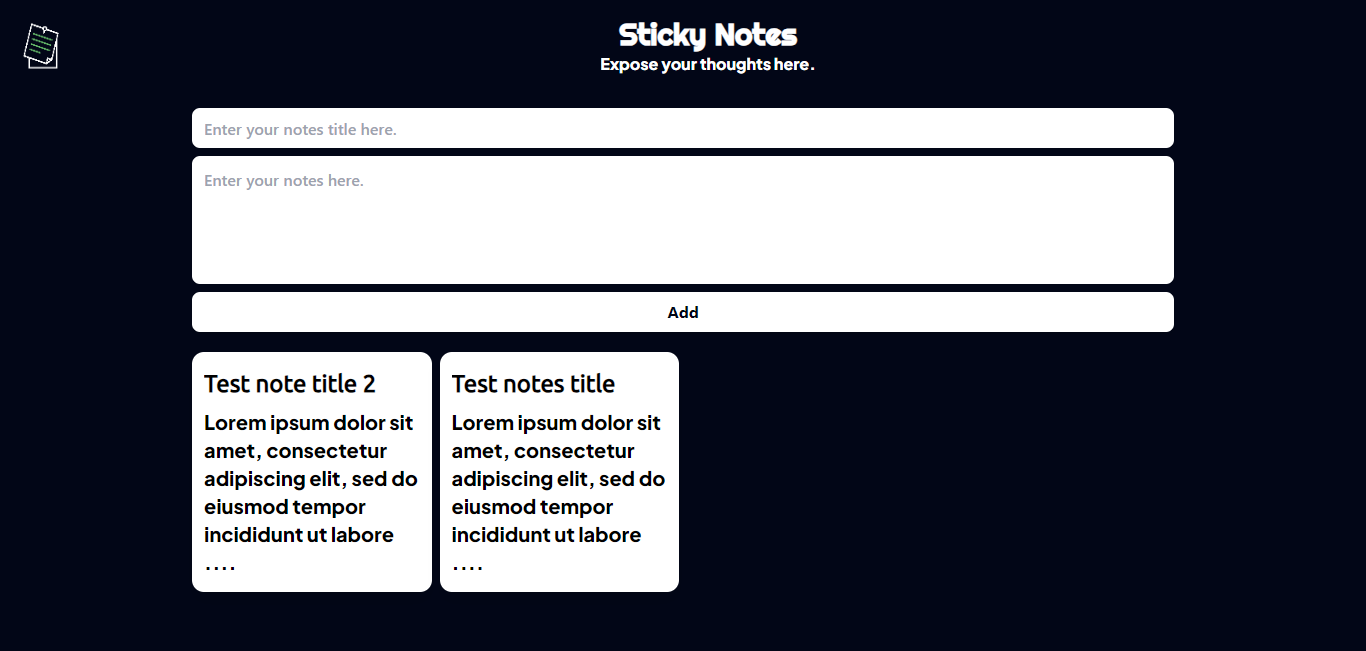 Sticky Notes
Expose your thoughts here.
Enter your notes title here.
Enter your notes here.
Add
Test note title 2
Lorem ipsum dolor sit
amet, consectetur
adipiscing elit, sed do
eiusmod tempor
incididunt ut labore
....
Test notes title
Lorem ipsum dolor sit
amet, consectetur
adipiscing elit, sed do
eiusmod tempor
incididunt ut labore
....